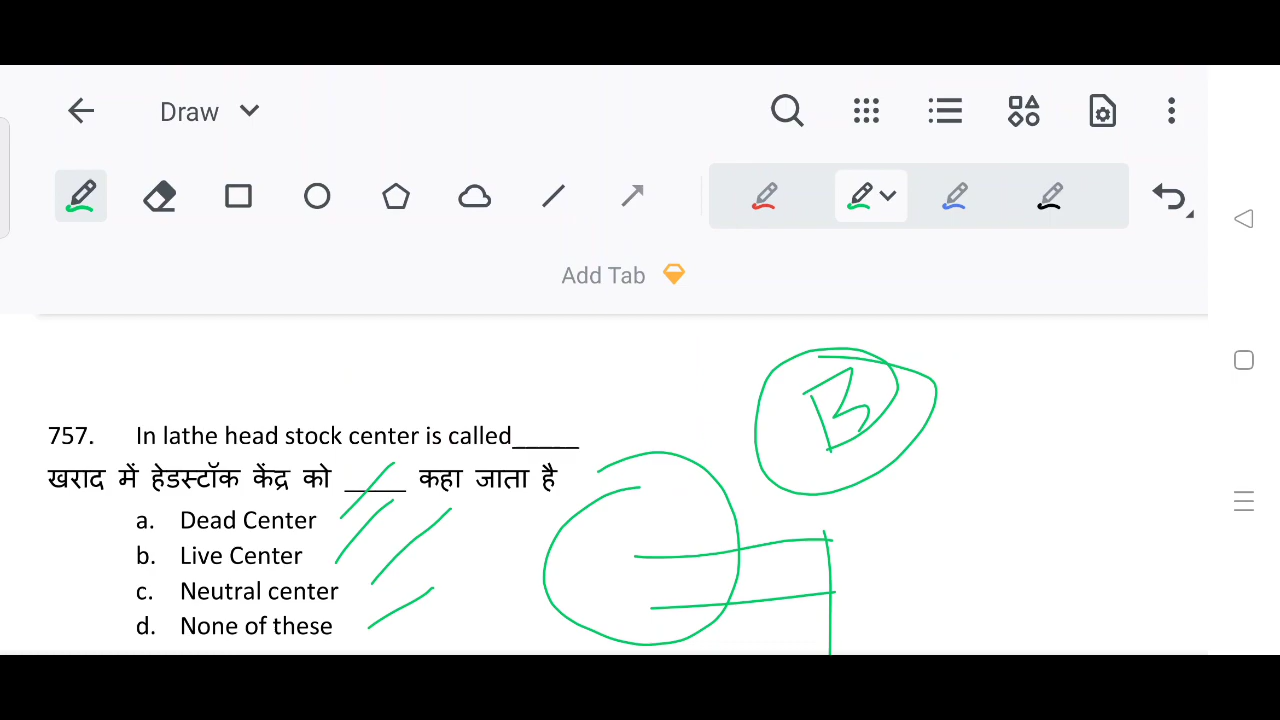 Draw
Add Tab
B
757. In lathe head stock center is called_____
खराद में हेडस्टॉक केंद्र को _____ कहा जाता है
a. Dead Center
b. Live Center
c. Neutral center
d. None of these